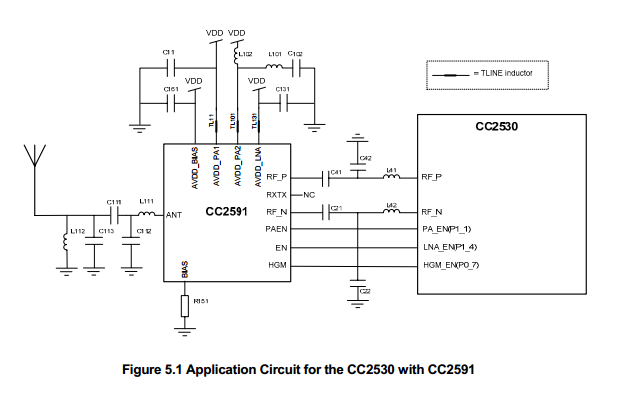 VDD VDD
C11
L102
L101 C102
VDD
VDD
C161
C131
= TLINE inductor
TL11
TL101
TL131
CC2530
AVDD_BIAS
AVDD_PA1
AVDD_PA2
AVDD_LNA
C42
RF_P
C41
L41
RF_P
RXTX
NC
C111
L111
ANT
CC2591
RF_N
C21
L42
RF_N
L112
C113
C112
PAEN
PA_EN(P1_1)
EN
LNA_EN(P1_4)
BIAS
HGM
HGM_EN(P0_7)
C22
R151
Figure 5.1 Application Circuit for the CC2530 with CC2591